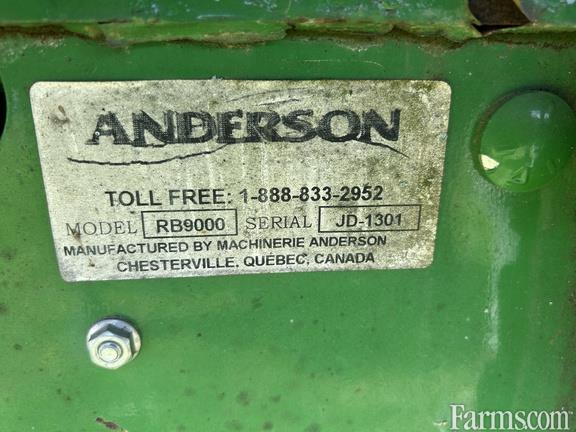 ANDERSON
TOLL FREE: 1-888-833-2952
MODEL RB9000 SERIAL JD-1301
MANUFACTURED BY MACHINERIE ANDERSON
CHESTERVILLE, QUÉBEC, CANADA
Farms.com